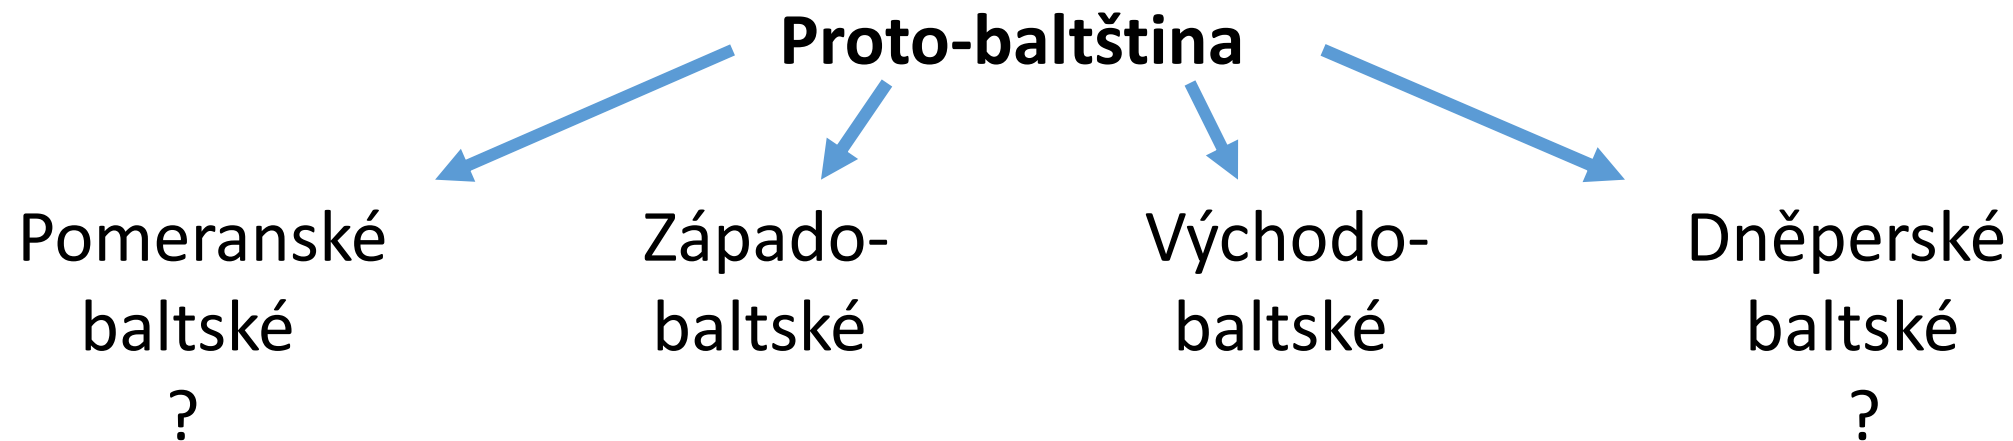 Proto-baltština
Pomeranské
baltské
?
Západo-
baltské
Východo-
baltské
Dněperské
baltské
?